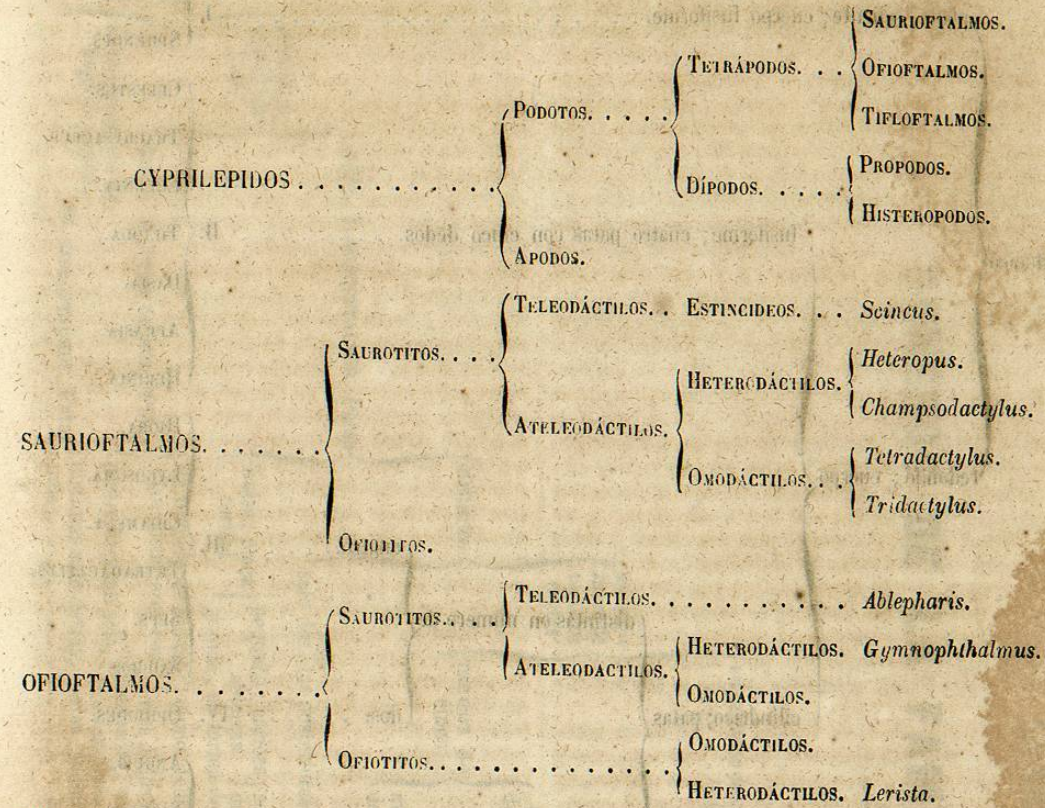 SAURIOFTALMOS.
TETRÁPODOS. . . OFIOFTALMOS.
PODOTOS. . . . . TIFLOFTALMOS.
CYPRILEPIDOS . . . . . . . . . . . PROPODOS.
DÍPODOS. . . . . .
HISTEROPODOS.
APODOS.
TELEODÁCTILOS. . ESTINCIDEOS. . . Scincus.
SAUROTITOS. . . . Heteropus.
HETERODÁCTILOS.
Champsodactylus.
ATELEODÁCTILOS.
SAURIOFTALMOS. . . . . . . Tetradactylus.
OMODÁCTILOS. . .
Tridactylus.
OFIOTITOS.
TELEODÁCTILOS. . . . . . . . . . . Ablepharis.
SAUROTITOS. . . .
HETERODÁCTILOS. Gymnophthalmus.
ATELEODACTILOS.
OFIOFTALMOS. . . . . . . . OMODÁCTILOS.
OMODÁCTILOS.
OFIOTITOS. . . . . . . . . . . . . .
HETERODÁCTILOS. Lerista.